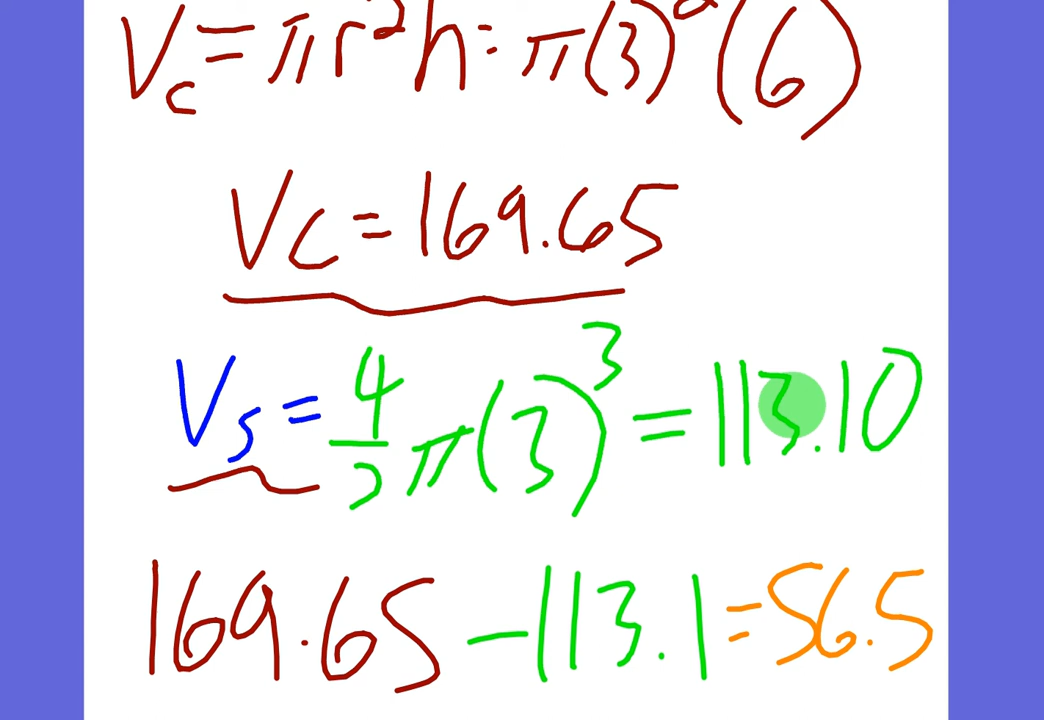 Vc = πr²h = π(3)²(6)
Vc = 169.65
Vs = 4/3 π(3)³ = 113.10
169.65 - 113.1 = 56.5